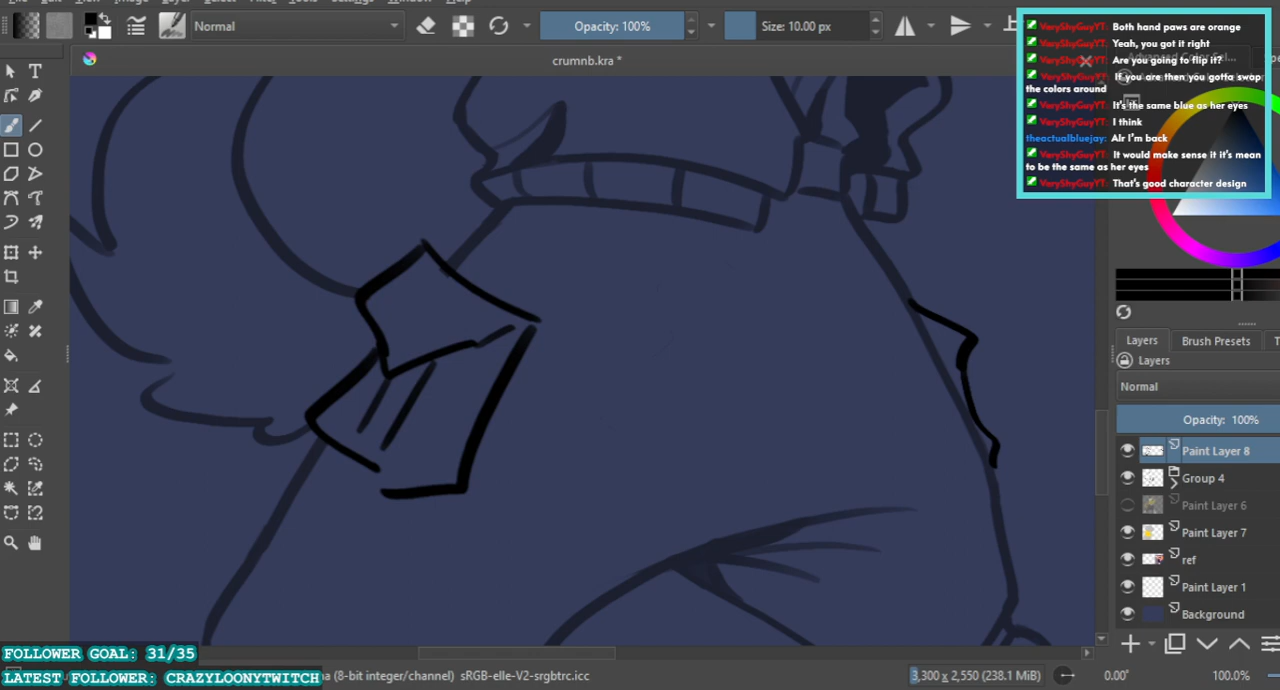 Normal
Opacity: 100%
Size: 10.00 px
crumnb.kra *
VeryShyGuyYT: Both hand paws are orange
VeryShyGuyYT: Yeah, you got it right
VeryShyGuyYT: Are you going to flip it?
VeryShyGuyYT: If you are then you gotta swap
the colors around
VeryShyGuyYT: It's the same blue as her eyes
VeryShyGuyYT: I think
theactualbluejay: Alr I'm back
VeryShyGuyYT: It would make sense it it's mean
to be the same as her eyes
VeryShyGuyYT: That's good character design
Layers
Brush Presets
Layers
Normal
Opacity: 100%
Paint Layer 8
Group 4
Paint Layer 6
Paint Layer 7
ref
Paint Layer 1
Background
FOLLOWER GOAL: 31/35
LATEST FOLLOWER: CRAZYLOONYTWITCH
(8-bit integer/channel) sRGB-elle-V2-srgbtrc.icc
3,300 x 2,550 (238.1 MiB)
0.00°
100.0%